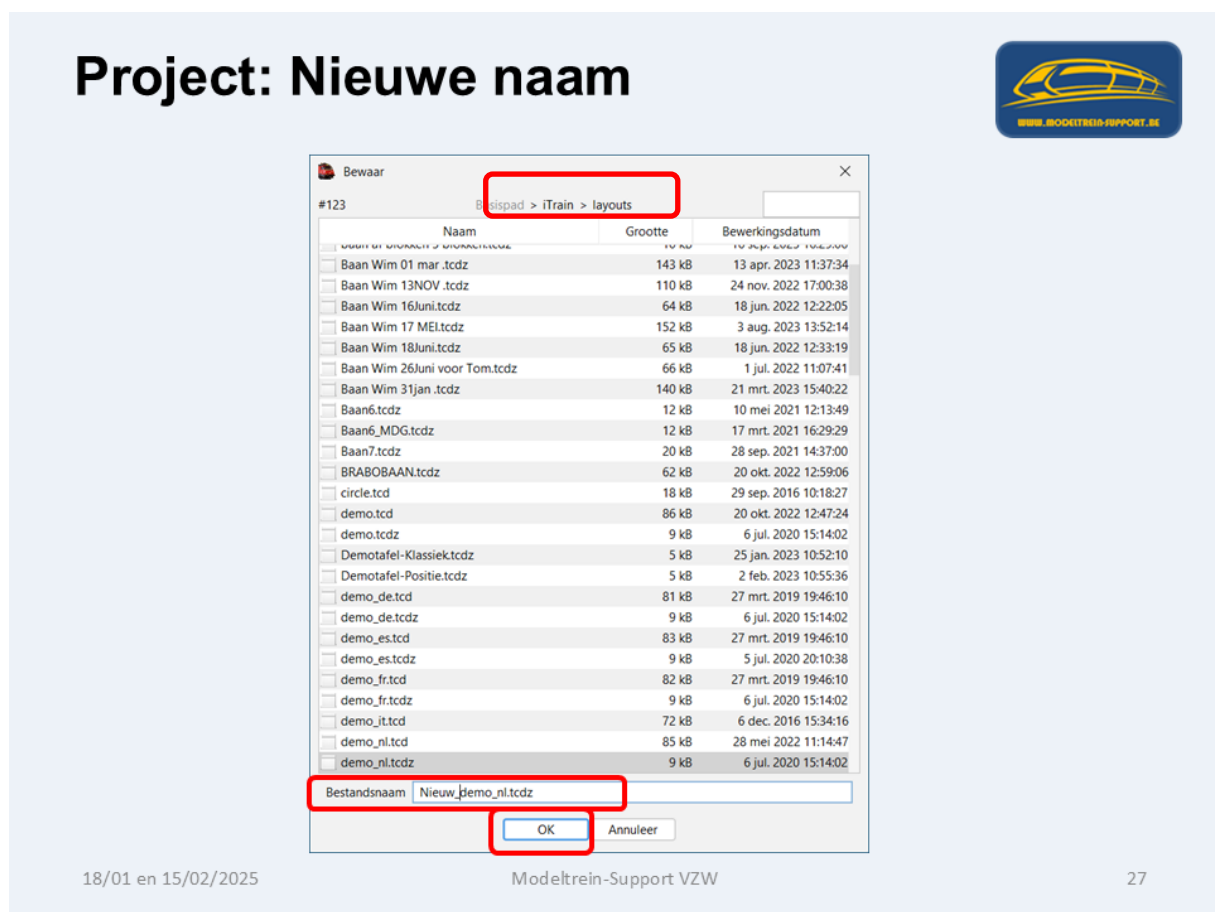 Project: Nieuwe naam
WWW.MODELTREIN-SUPPORT.BE
Bewaar
#123 Basispad > iTrain > layouts
Naam Grootte Bewerkingsdatum
Baan Wim 01 mar .tcdz 143 kB 13 apr. 2023 11:37:34
Baan Wim 13NOV .tcdz 110 kB 24 nov. 2022 17:00:38
Baan Wim 16Juni.tcdz 64 kB 18 jun. 2022 12:22:05
Baan Wim 17 MEI.tcdz 152 kB 3 aug. 2023 13:52:14
Baan Wim 18Juni.tcdz 65 kB 18 jun. 2022 12:33:19
Baan Wim 26Juni voor Tom.tcdz 66 kB 1 jul. 2022 11:07:41
Baan Wim 31jan .tcdz 140 kB 21 mrt. 2023 15:40:22
Baan6.tcdz 12 kB 10 mei 2021 12:13:49
Baan6_MDG.tcdz 12 kB 17 mrt. 2021 16:29:29
Baan7.tcdz 20 kB 28 sep. 2021 14:37:00
BRABOBAAN.tcdz 62 kB 20 okt. 2022 12:59:06
circle.tcd 18 kB 29 sep. 2016 10:18:27
demo.tcd 86 kB 20 okt. 2022 12:47:24
demo.tcdz 9 kB 6 jul. 2020 15:14:02
Demotafel-Klassiek.tcdz 5 kB 25 jan. 2023 10:52:10
Demotafel-Positie.tcdz 5 kB 2 feb. 2023 10:55:36
demo_de.tcd 81 kB 27 mrt. 2019 19:46:10
demo_de.tcdz 9 kB 6 jul. 2020 15:14:02
demo_es.tcd 83 kB 27 mrt. 2019 19:46:10
demo_es.tcdz 9 kB 5 jul. 2020 20:10:38
demo_fr.tcd 82 kB 27 mrt. 2019 19:46:10
demo_fr.tcdz 9 kB 6 jul. 2020 15:14:02
demo_it.tcd 72 kB 6 dec. 2016 15:34:16
demo_nl.tcd 85 kB 28 mei 2022 11:14:47
demo_nl.tcdz 9 kB 6 jul. 2020 15:14:02
Bestandsnaam Nieuw_demo_nl.tcdz
OK Annuleer
18/01 en 15/02/2025 Modeltrein-Support VZW 27